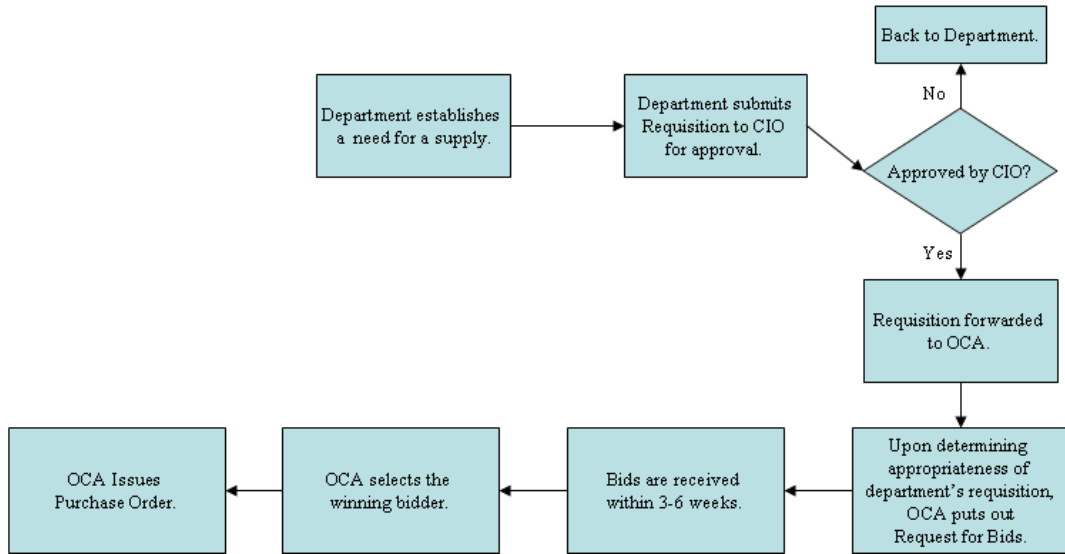 Back to Department.
No
Department establishes
a need for a supply.
Department submits
Requisition to CIO
for approval.
Approved by CIO?
Yes
Requisition forwarded
to OCA.
Upon determining
appropriateness of
department's requisition,
OCA puts out
Request for Bids.
Bids are received
within 3-6 weeks.
OCA selects the
winning bidder.
OCA Issues
Purchase Order.